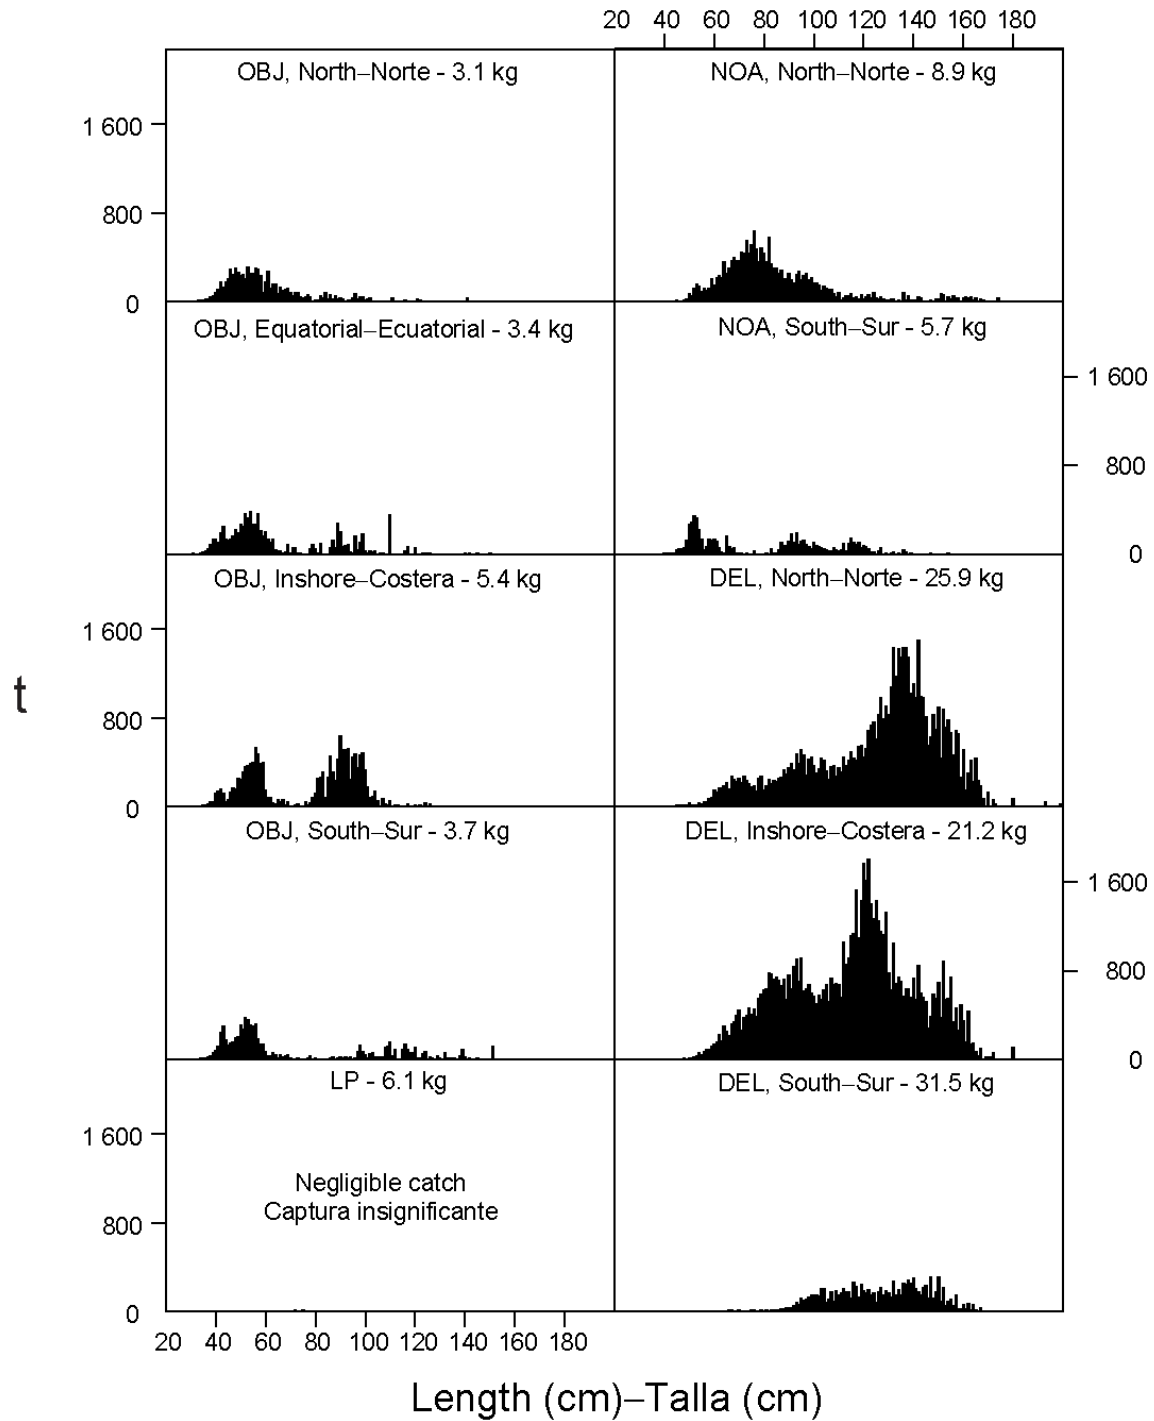 20 40 60 80 100 120 140 160 180
OBJ, North–Norte - 3.1 kg
NOA, North–Norte - 8.9 kg
1 600
800
0
OBJ, Equatorial–Ecuatorial - 3.4 kg
NOA, South–Sur - 5.7 kg
1 600
800
0
OBJ, Inshore–Costera - 5.4 kg
DEL, North–Norte - 25.9 kg
1 600
t
800
0
OBJ, South–Sur - 3.7 kg
DEL, Inshore–Costera - 21.2 kg
1 600
800
0
LP - 6.1 kg
DEL, South–Sur - 31.5 kg
1 600
Negligible catch
Captura insignificante
800
0
20 40 60 80 100 120 140 160 180
Length (cm)–Talla (cm)